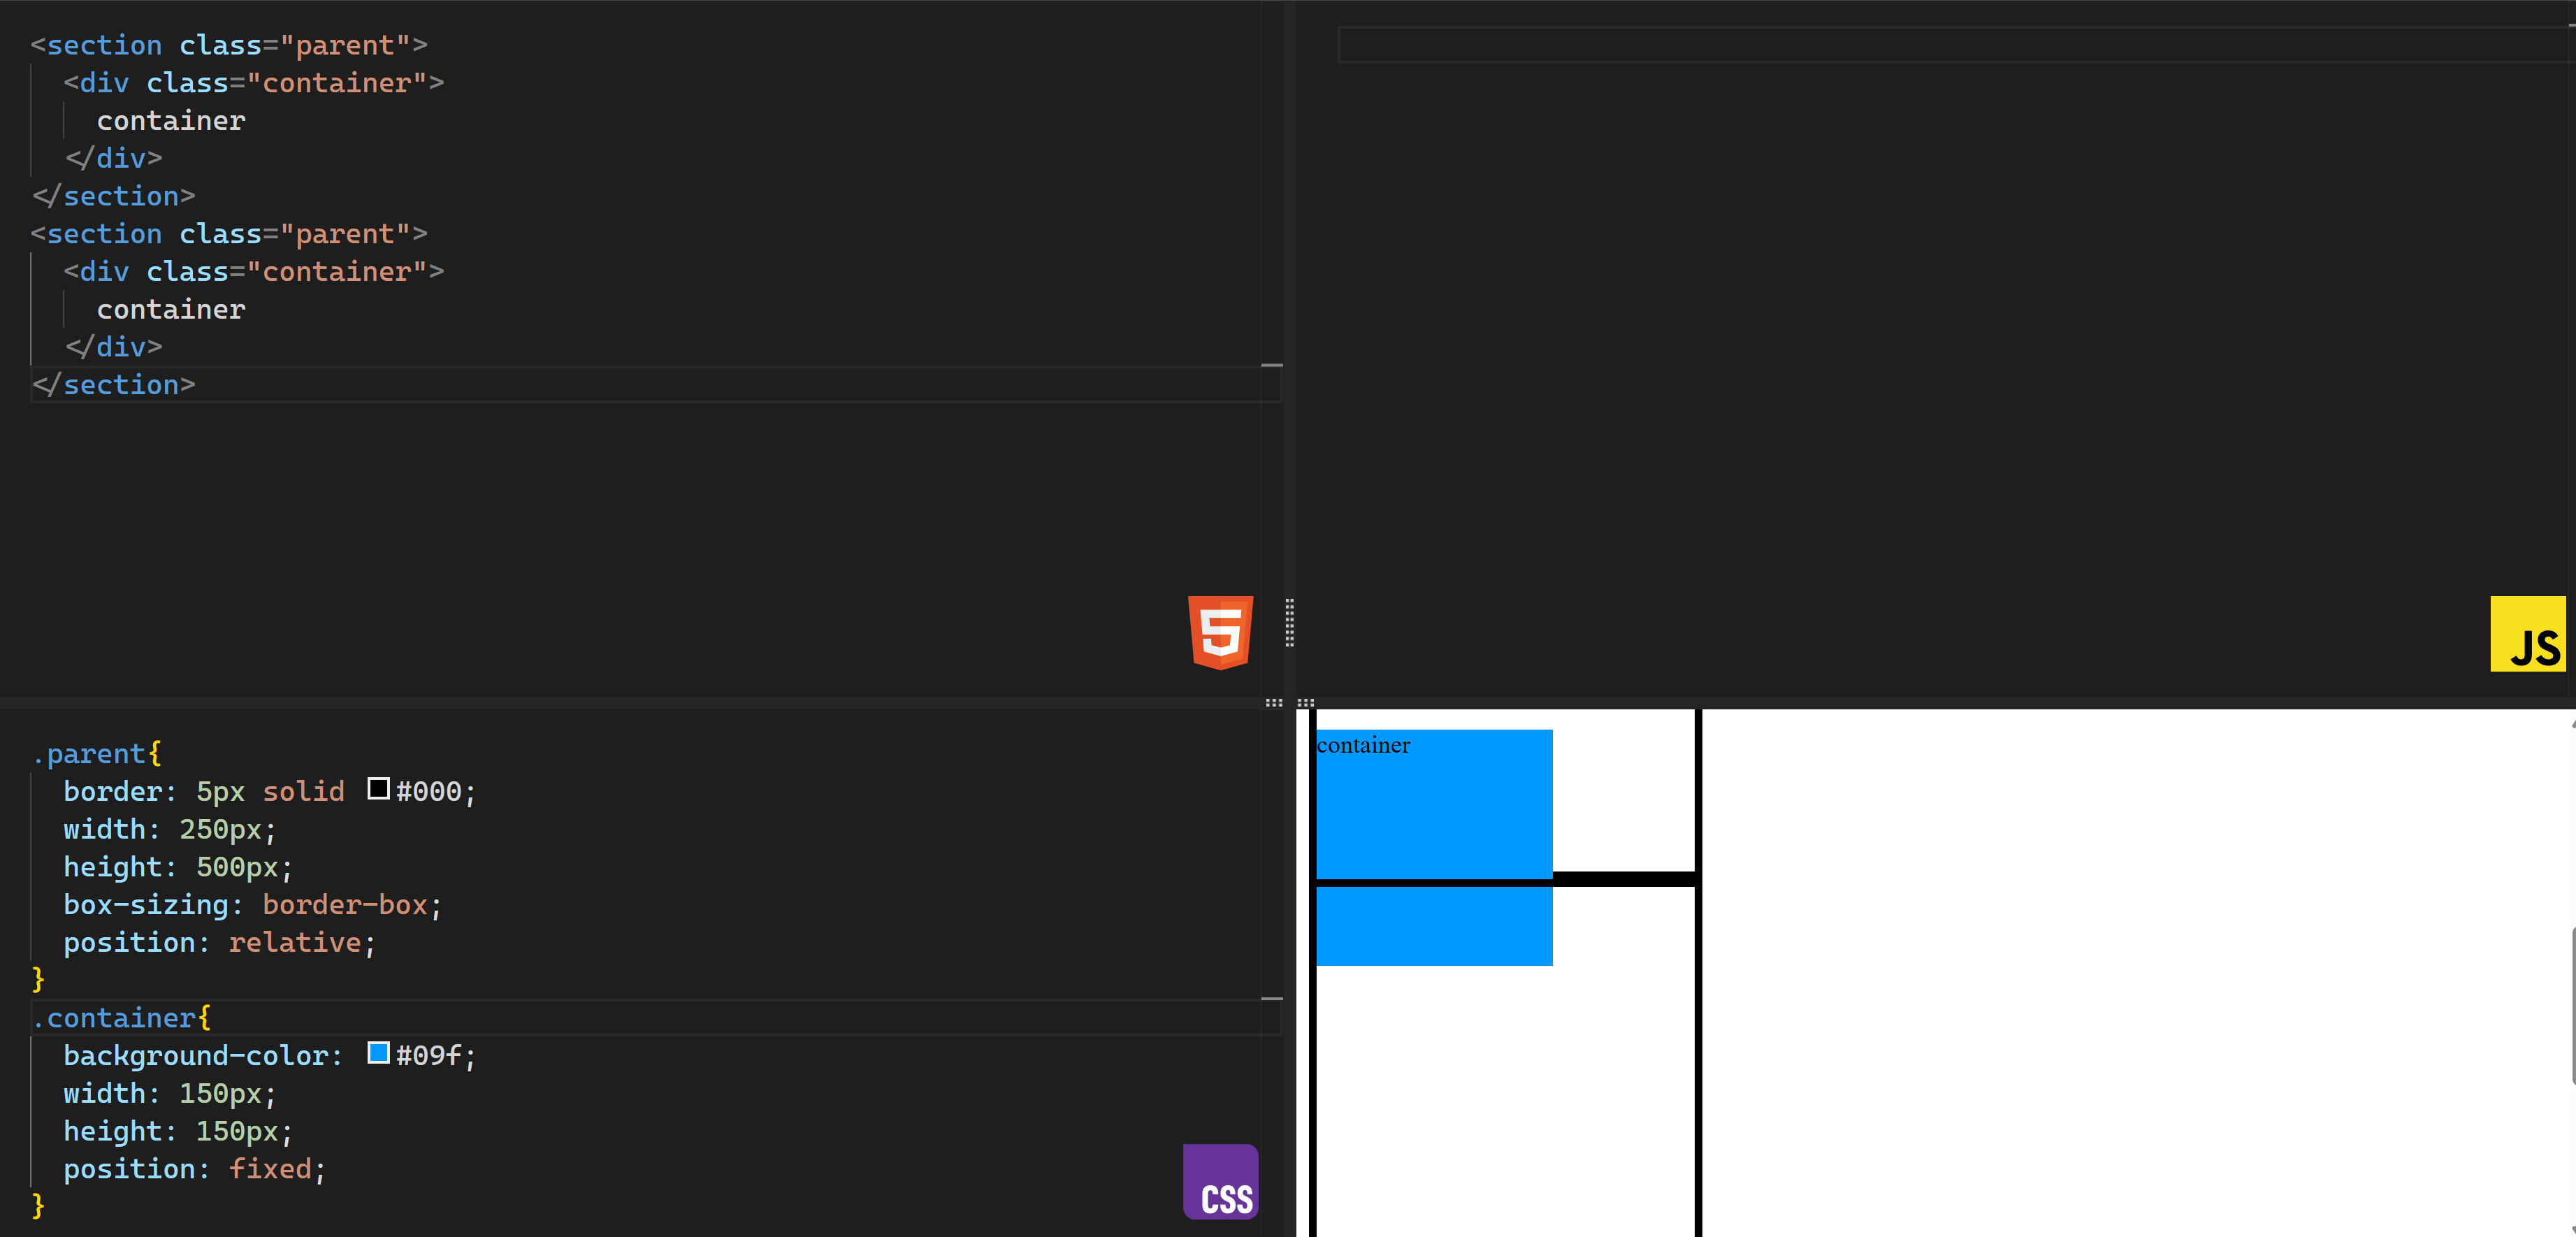 <section class="parent">
  <div class="container">
    container
  </div>
</section>
<section class="parent">
  <div class="container">
    container
  </div>
</section>
5
JS
.parent{
  border: 5px solid #000;
  width: 250px;
  height: 500px;
  box-sizing: border-box;
  position: relative;
}
.container{
  background-color: #09f;
  width: 150px;
  height: 150px;
  position: fixed;
}
CSS
container